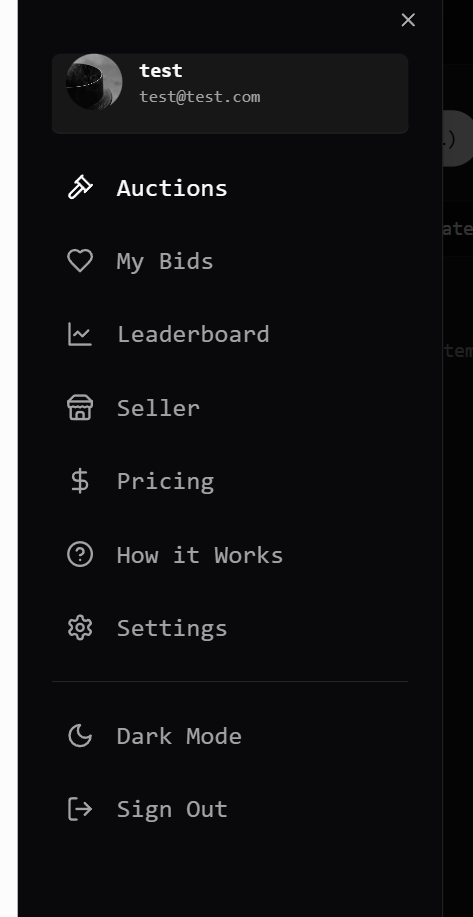 test
test@test.com
Auctions
My Bids
Leaderboard
Seller
Pricing
How it Works
Settings
Dark Mode
Sign Out